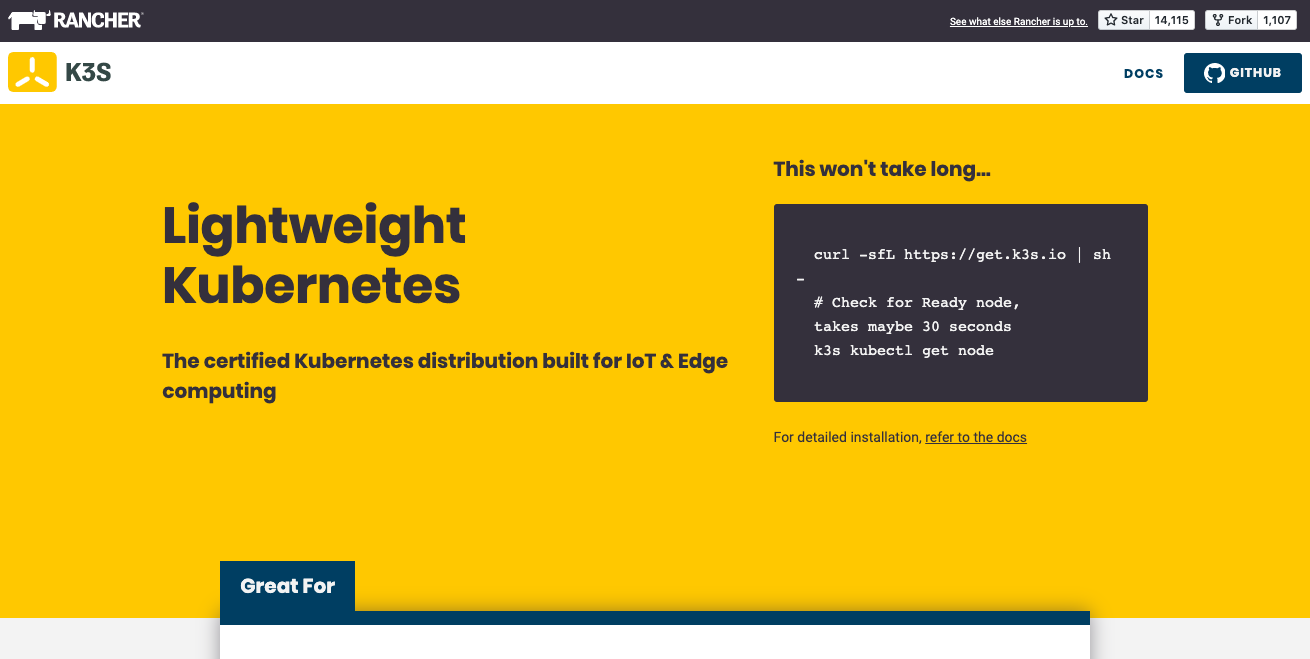 RANCHER
See what else Rancher is up to.
Star 14,115
Fork 1,107
K3S
DOCS
GITHUB
Lightweight
Kubernetes
The certified Kubernetes distribution built for IoT & Edge
computing
This won't take long...
curl -sfL https://get.k3s.io | sh
-
# Check for Ready node,
takes maybe 30 seconds
k3s kubectl get node
For detailed installation, refer to the docs
Great For